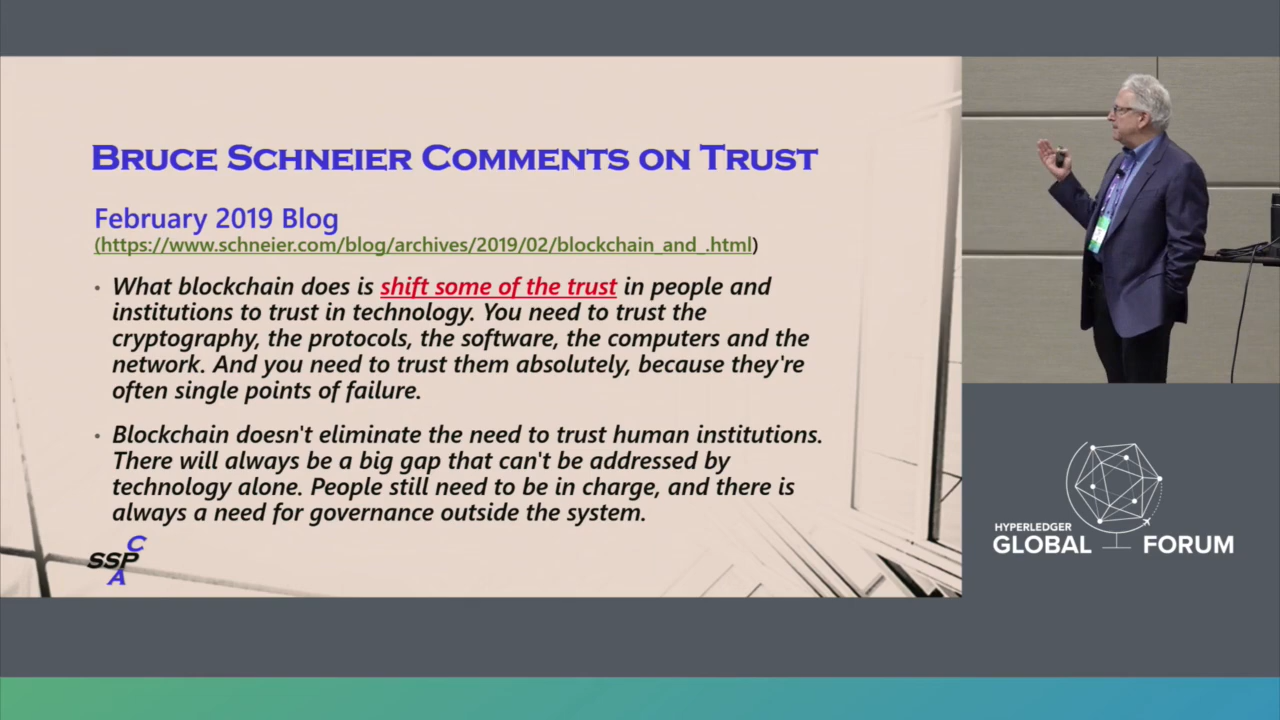 BRUCE SCHNEIER COMMENTS ON TRUST
February 2019 Blog
(https://www.schneier.com/blog/archives/2019/02/blockchain_and_.html)
• What blockchain does is shift some of the trust in people and
institutions to trust in technology. You need to trust the
cryptography, the protocols, the software, the computers and the
network. And you need to trust them absolutely, because they're
often single points of failure.
• Blockchain doesn't eliminate the need to trust human institutions.
There will always be a big gap that can't be addressed by
technology alone. People still need to be in charge, and there is
always a need for governance outside the system.
C
SSP
A
HYPERLEDGER
GLOBAL FORUM